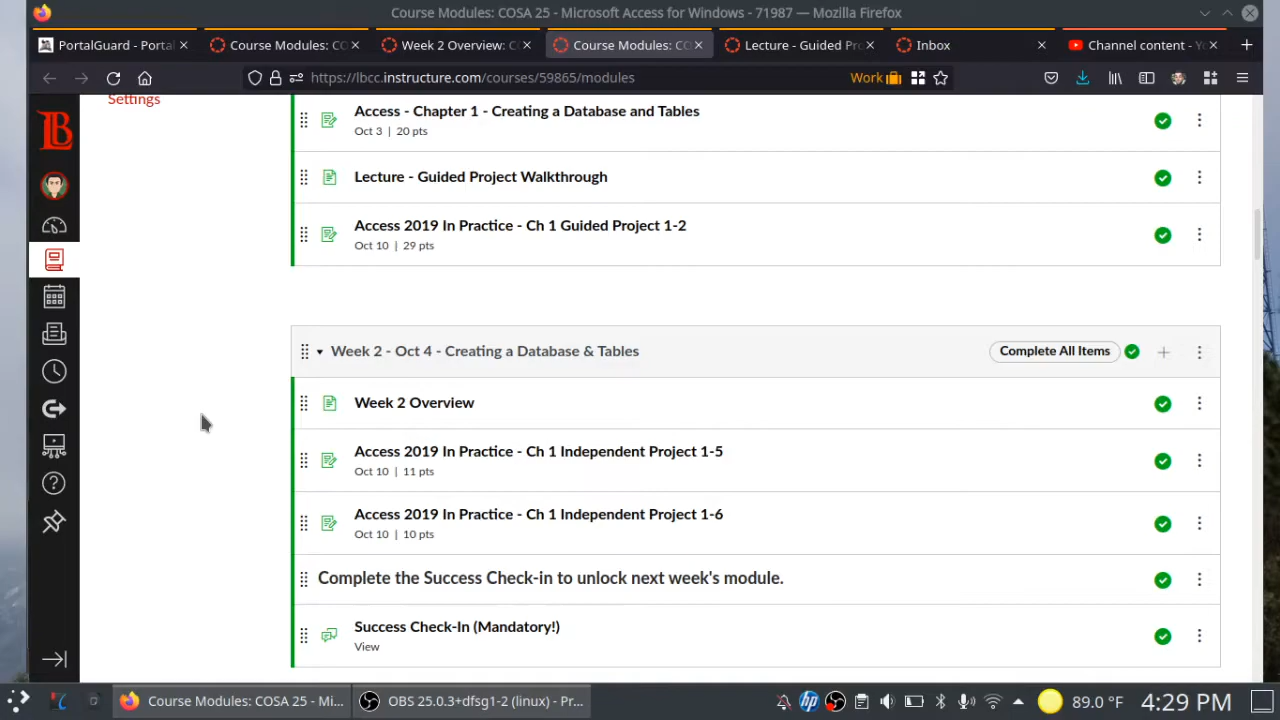 Course Modules: COSA 25 - Microsoft Access for Windows - 71987 — Mozilla Firefox
PortalGuard - Portal
Course Modules: CO
Week 2 Overview: CO
Course Modules: CO
Lecture - Guided Pro
Inbox
Channel content - Yo
https://lbcc.instructure.com/courses/59865/modules
Work
Settings
LB
Access - Chapter 1 - Creating a Database and Tables
Oct 3 | 20 pts
Lecture - Guided Project Walkthrough
Access 2019 In Practice - Ch 1 Guided Project 1-2
Oct 10 | 29 pts
Week 2 - Oct 4 - Creating a Database & Tables
Complete All Items
Week 2 Overview
Access 2019 In Practice - Ch 1 Independent Project 1-5
Oct 10 | 11 pts
Access 2019 In Practice - Ch 1 Independent Project 1-6
Oct 10 | 10 pts
Complete the Success Check-in to unlock next week's module.
Success Check-In (Mandatory!)
View
Course Modules: COSA 25 - Mi...
OBS 25.0.3+dfsg1-2 (linux) - Pr...
89.0 °F
4:29 PM